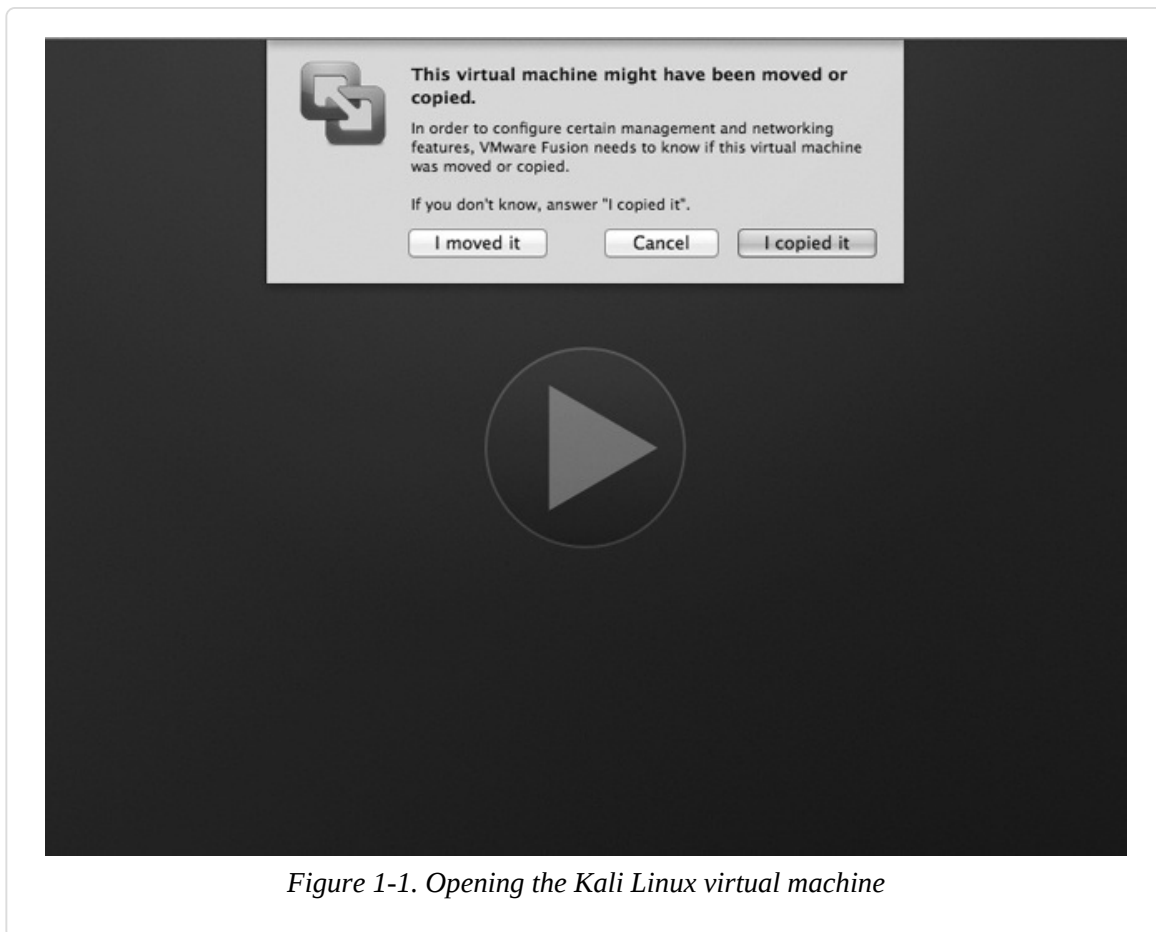 This virtual machine might have been moved or
copied.
In order to configure certain management and networking
features, VMware Fusion needs to know if this virtual machine
was moved or copied.
If you don't know, answer "I copied it".
I moved it
Cancel
I copied it
Figure 1-1. Opening the Kali Linux virtual machine